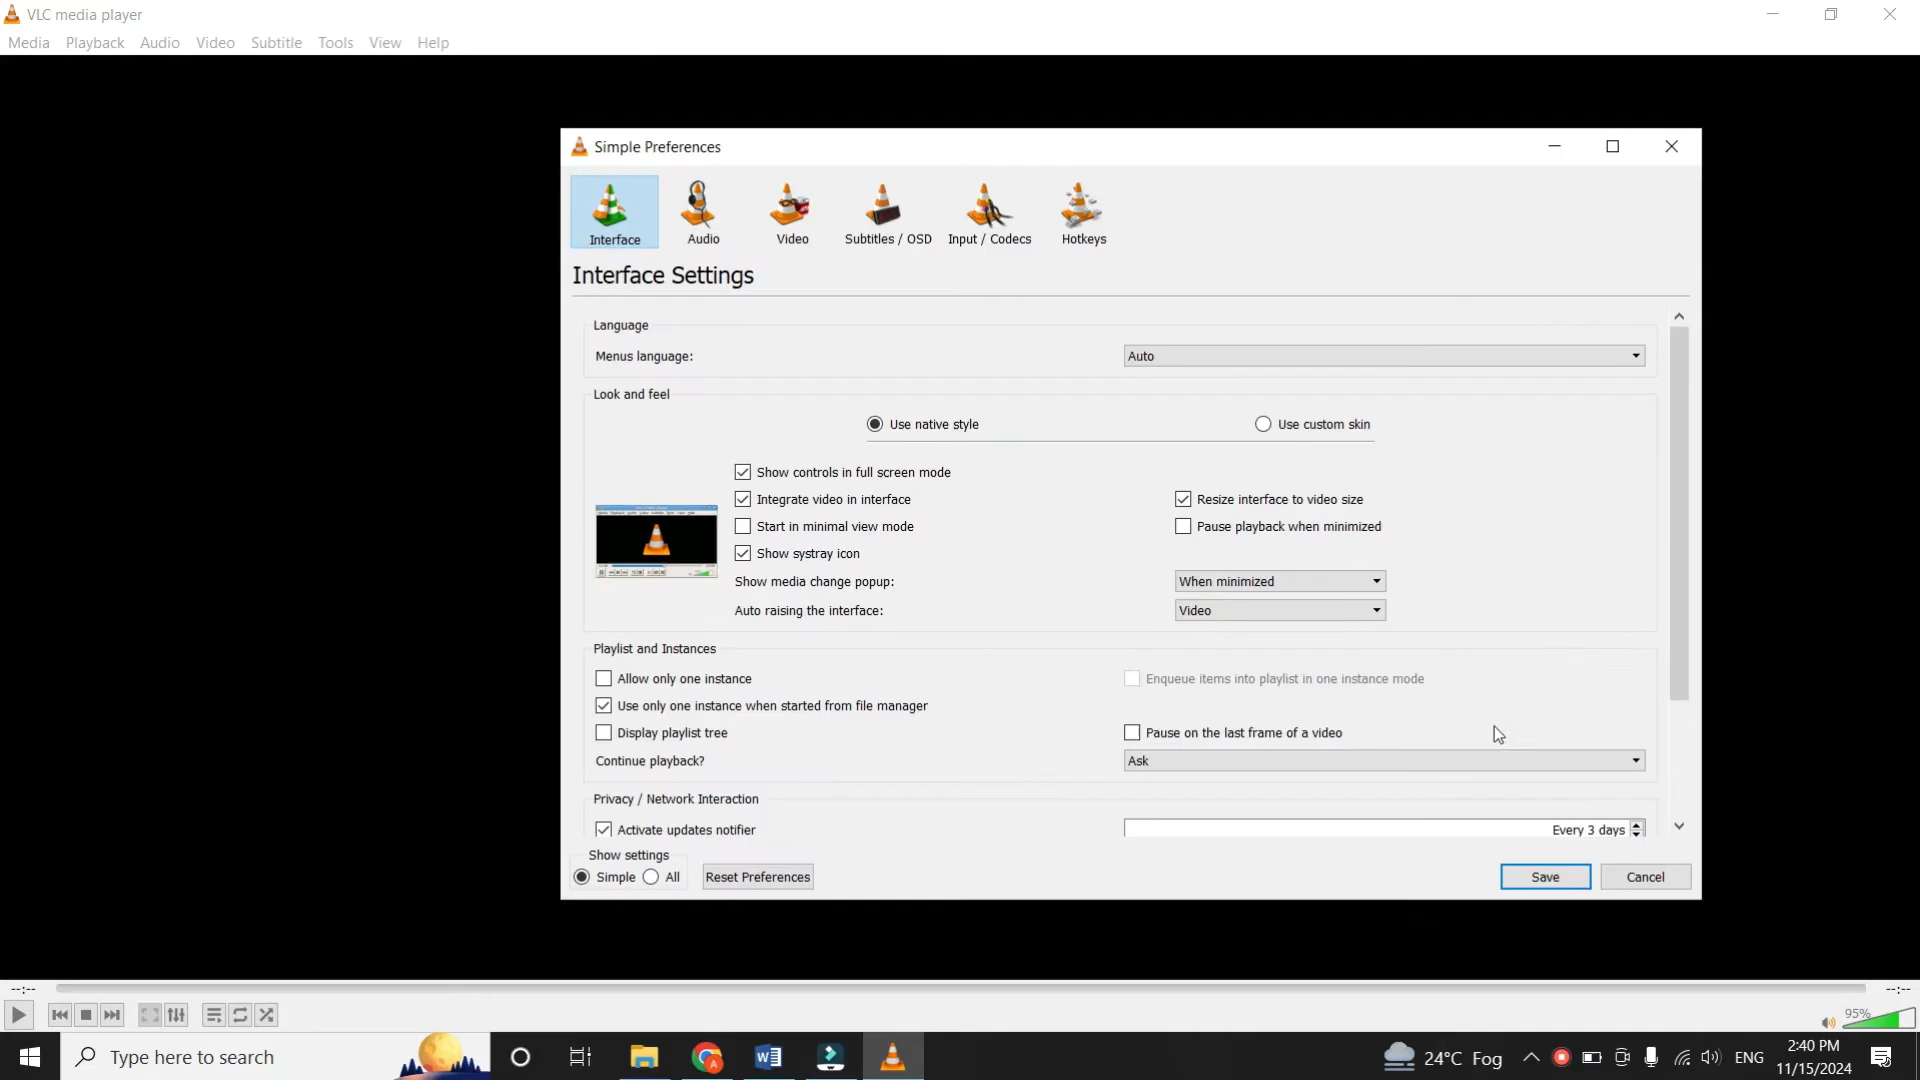 VLC media player
Media Playback Audio Video Subtitle Tools View Help
Simple Preferences
Interface Audio Video Subtitles / OSD Input / Codecs Hotkeys
Interface Settings
Language
Menus language: Auto
Look and feel
Use native style Use custom skin
Show controls in full screen mode
Integrate video in interface Resize interface to video size
Start in minimal view mode Pause playback when minimized
Show systray icon
Show media change popup: When minimized
Auto raising the interface: Video
Playlist and Instances
Allow only one instance Enqueue items into playlist in one instance mode
Use only one instance when started from file manager
Display playlist tree Pause on the last frame of a video
Continue playback? Ask
Privacy / Network Interaction
Activate updates notifier Every 3 days
Show settings
Simple All Reset Preferences Save Cancel
--:-- --:--
95%
Type here to search 24°C Fog ENG 2:40 PM
11/15/2024